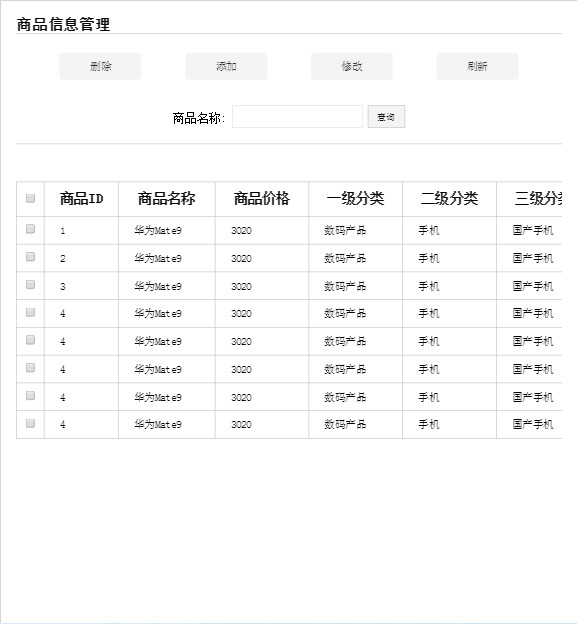 商品信息管理
删除 添加 修改 刷新
商品名称: 查询
商品ID 商品名称 商品价格 一级分类 二级分类 三级分
1 华为Mate9 3020 数码产品 手机 国产手机
2 华为Mate9 3020 数码产品 手机 国产手机
3 华为Mate9 3020 数码产品 手机 国产手机
4 华为Mate9 3020 数码产品 手机 国产手机
4 华为Mate9 3020 数码产品 手机 国产手机
4 华为Mate9 3020 数码产品 手机 国产手机
4 华为Mate9 3020 数码产品 手机 国产手机
4 华为Mate9 3020 数码产品 手机 国产手机